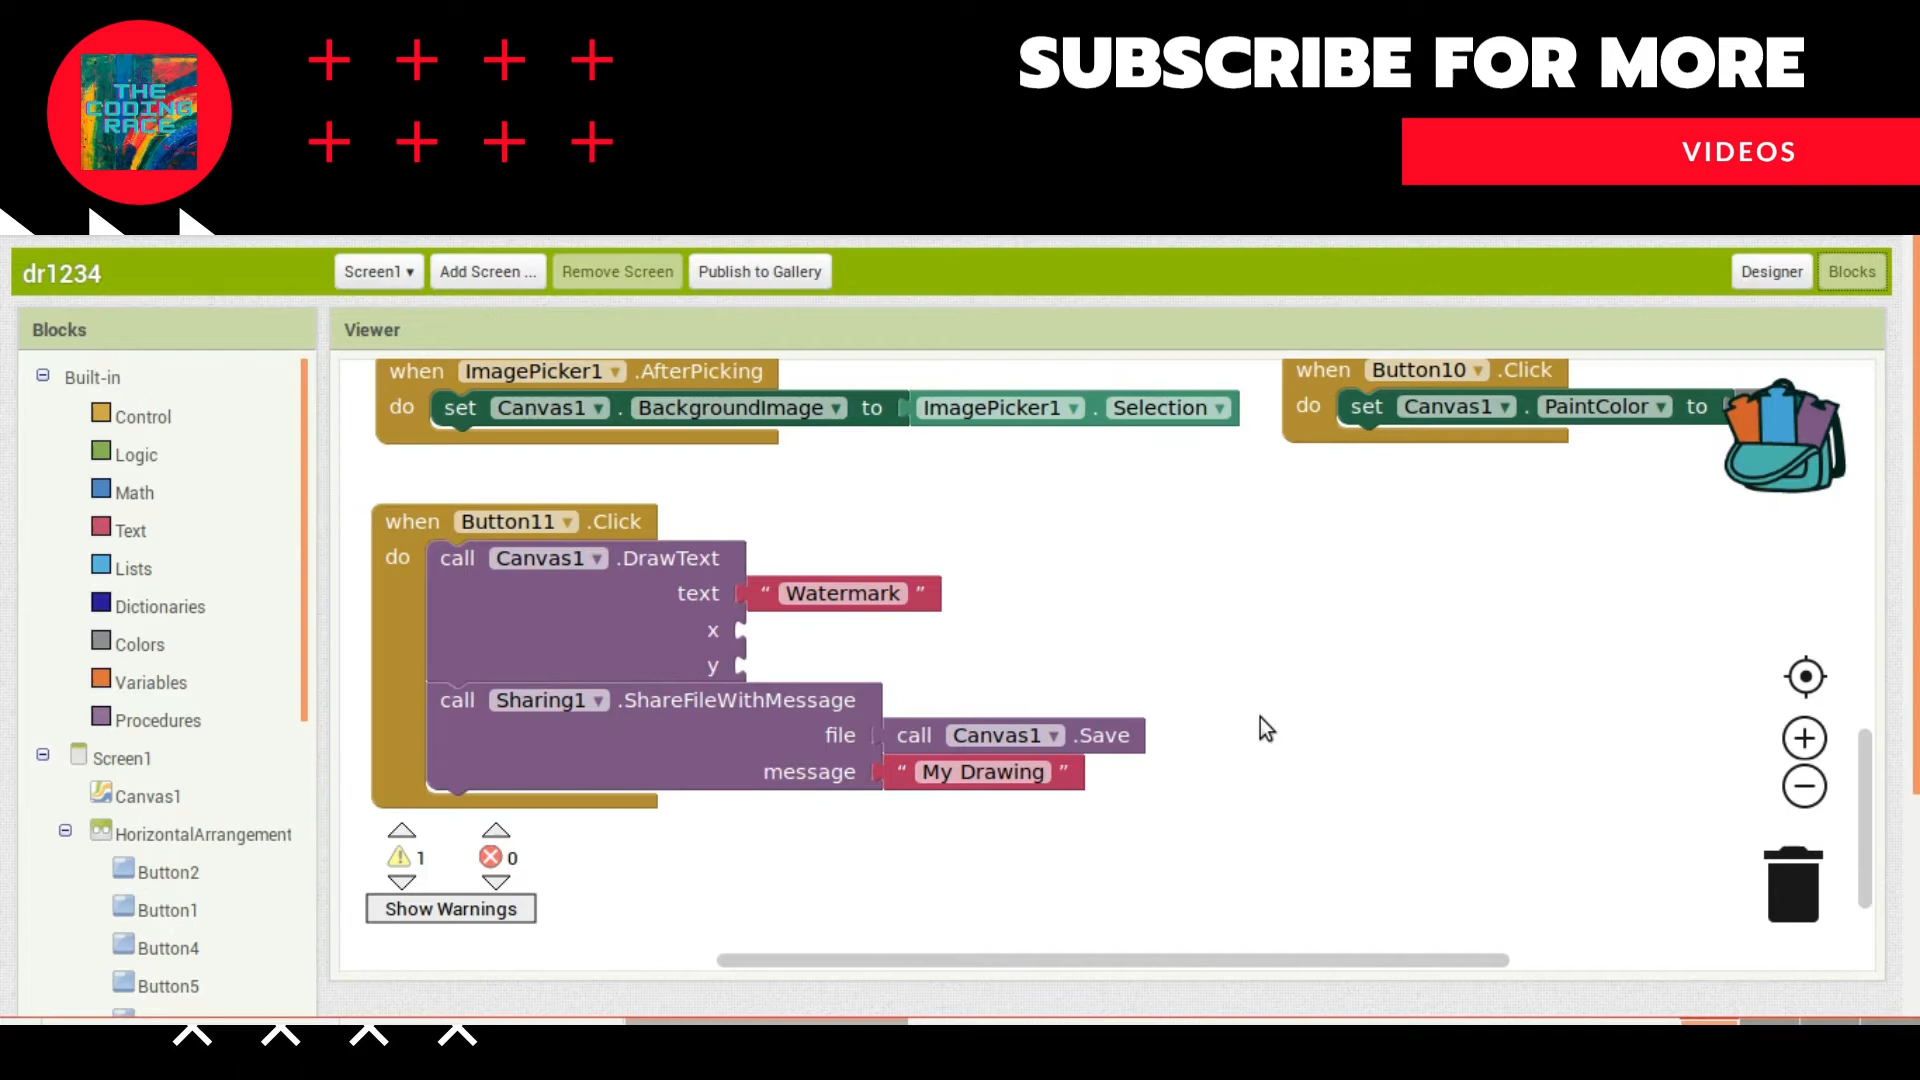 THE
CODING
RACE
SUBSCRIBE FOR MORE
VIDEOS
dr1234
Screen1 ▾
Add Screen ...
Remove Screen
Publish to Gallery
Designer
Blocks
Blocks
Viewer
Built-in
Control
Logic
Math
Text
Lists
Dictionaries
Colors
Variables
Procedures
Screen1
Canvas1
HorizontalArrangement
Button2
Button1
Button4
Button5
when ImagePicker1 ▾ .AfterPicking
do set Canvas1 ▾ . BackgroundImage ▾ to ImagePicker1 ▾ . Selection ▾
when Button10 ▾ .Click
do set Canvas1 ▾ . PaintColor ▾ to
when Button11 ▾ .Click
do call Canvas1 ▾ .DrawText
text “ Watermark ”
x
y
call Sharing1 ▾ .ShareFileWithMessage
file call Canvas1 ▾ .Save
message “ My Drawing ”
1 0
Show Warnings